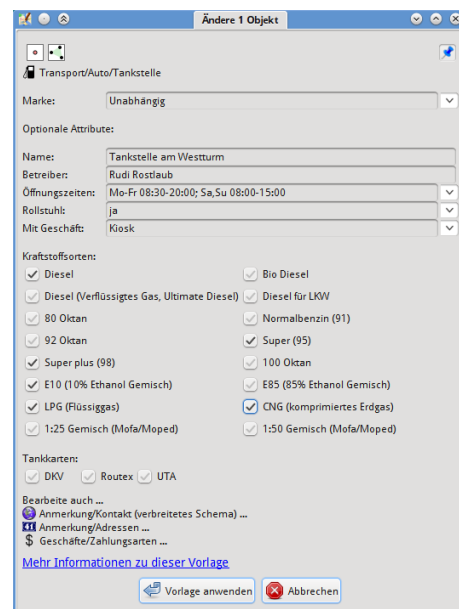 Ändere 1 Objekt
Transport/Auto/Tankstelle
Marke: Unabhängig
Optionale Attribute:
Name: Tankstelle am Westturm
Betreiber: Rudi Rostlaub
Öffnungszeiten: Mo-Fr 08:30-20:00; Sa,Su 08:00-15:00
Rollstuhl: ja
Mit Geschäft: Kiosk
Kraftstoffsorten:
Diesel Bio Diesel
Diesel (Verflüssigtes Gas, Ultimate Diesel) Diesel für LKW
80 Oktan Normalbenzin (91)
92 Oktan Super (95)
Super plus (98) 100 Oktan
E10 (10% Ethanol Gemisch) E85 (85% Ethanol Gemisch)
LPG (Flüssiggas) CNG (komprimiertes Erdgas)
1:25 Gemisch (Mofa/Moped) 1:50 Gemisch (Mofa/Moped)
Tankkarten:
DKV Routex UTA
Bearbeite auch ...
Anmerkung/Kontakt (verbreitetes Schema) ...
Anmerkung/Adressen ...
$ Geschäfte/Zahlungsarten ...
Mehr Informationen zu dieser Vorlage
Vorlage anwenden Abbrechen